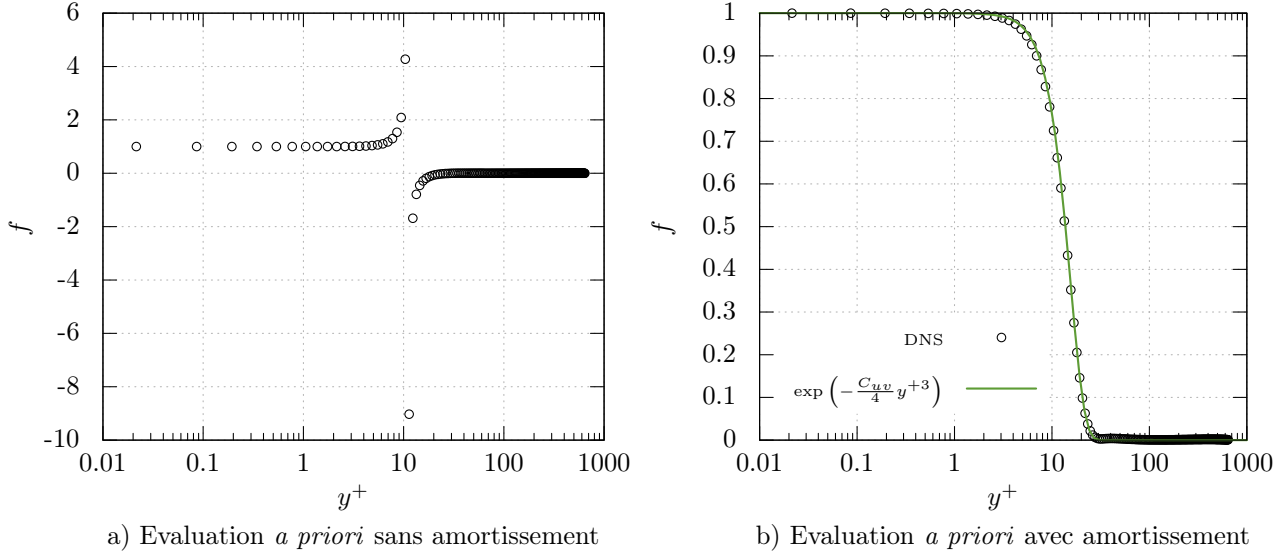 6
4
2
0
-2
-4
-6
-8
-10
f
0.01 0.1 1 10 100 1000
y⁺
a) Evaluation a priori sans amortissement
1
0.9
0.8
0.7
0.6
0.5
0.4
0.3
0.2
0.1
0
f
DNS
exp (−C_{uv}/4 y⁺³)
0.01 0.1 1 10 100 1000
y⁺
b) Evaluation a priori avec amortissement